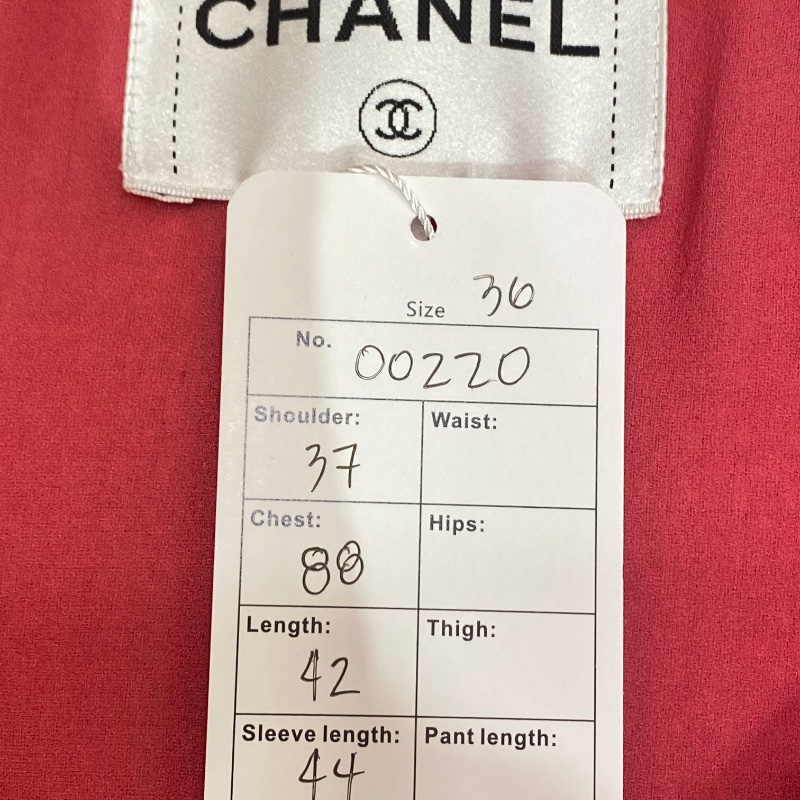 CHANEL
Size 36
No. 00220
Shoulder: Waist:
37
Chest: Hips:
88
Length: Thigh:
42
Sleeve length: Pant length:
44